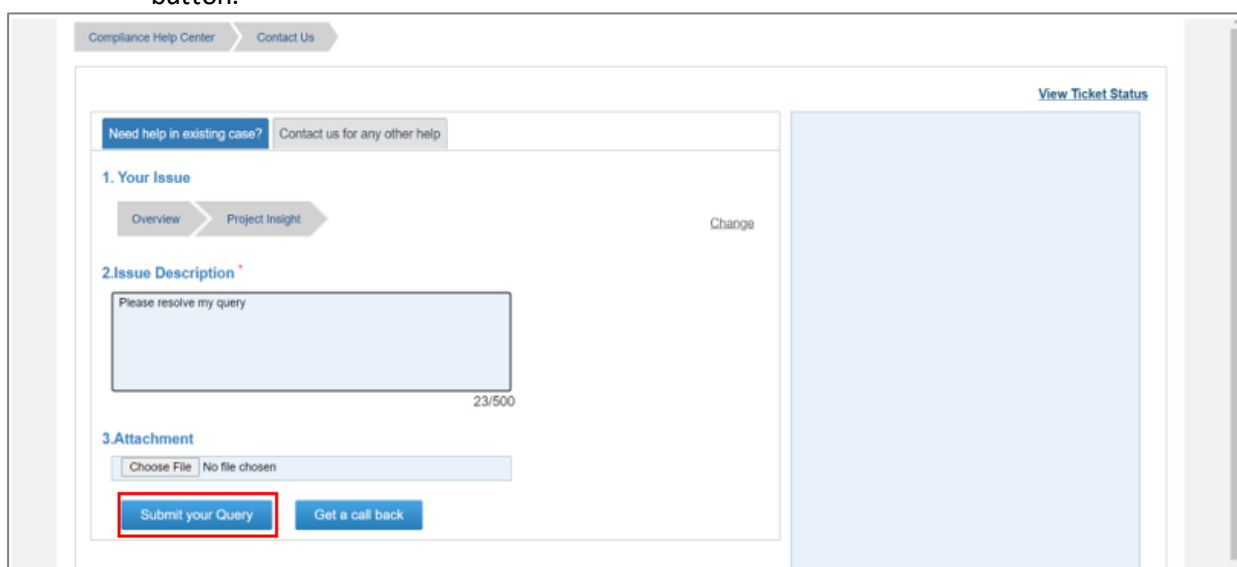 button.
Compliance Help Center Contact Us
View Ticket Status
Need help in existing case? Contact us for any other help
1. Your Issue
Overview Project Insight
Change
2.Issue Description *
Please resolve my query
23/500
3.Attachment
Choose File No file chosen
Submit your Query Get a call back